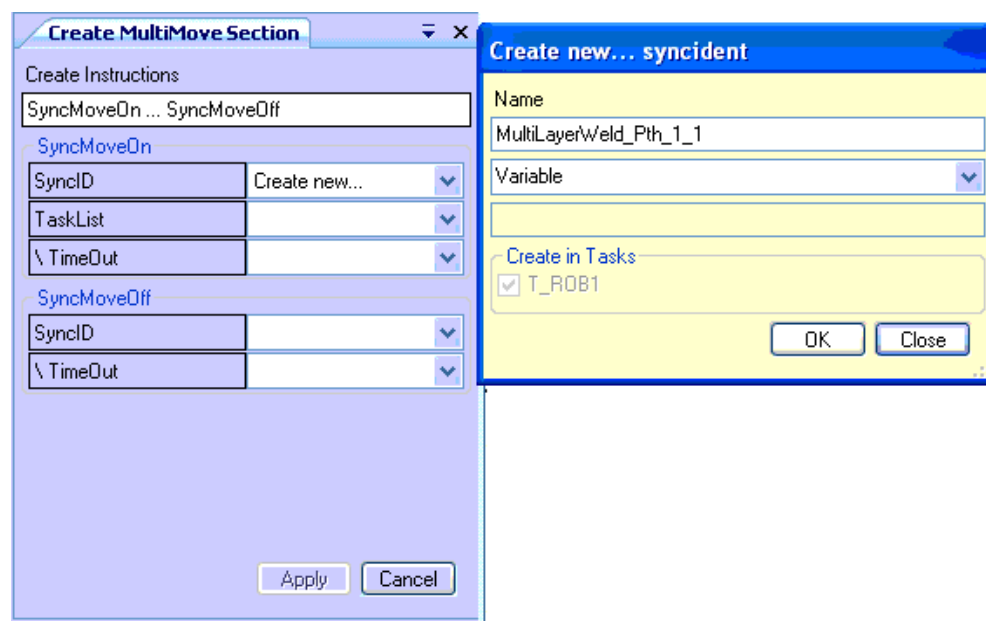 Create MultiMove Section
Create Instructions
SyncMoveOn ... SyncMoveOff
SyncMoveOn
SyncID Create new...
TaskList
\ TimeOut
SyncMoveOff
SyncID
\ TimeOut
Apply Cancel
Create new... syncident
Name
MultiLayerWeld_Pth_1_1
Variable
Create in Tasks
T_ROB1
OK Close